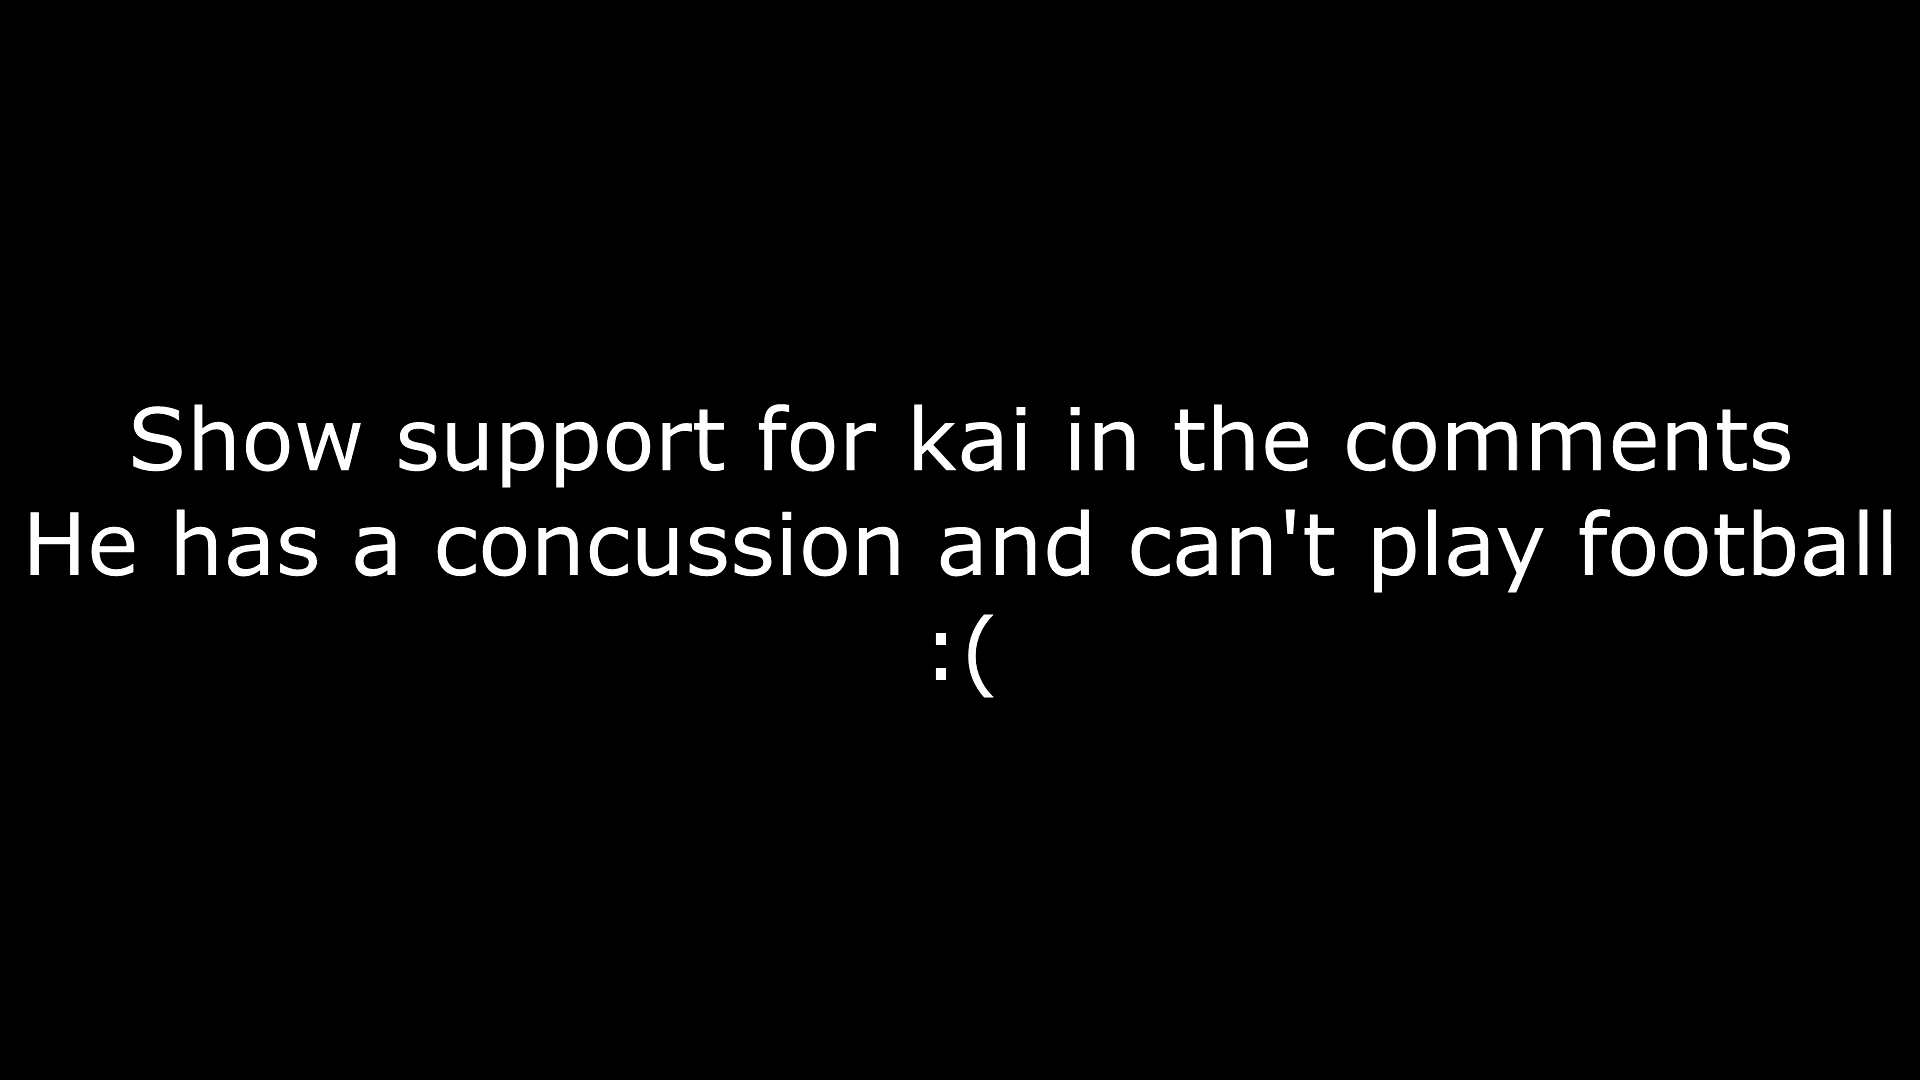 Show support for kai in the comments
He has a concussion and can't play football
:(